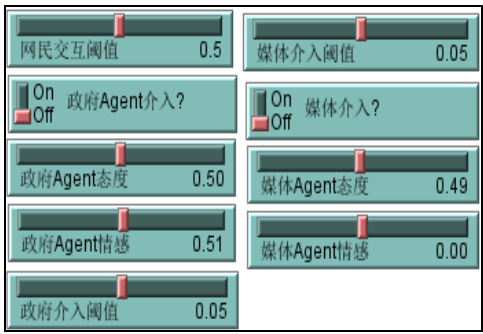 网民交互阈值 0.5
媒体介入阈值 0.05
On
Off
政府Agent介入?
On
Off
媒体介入?
政府Agent态度 0.50
媒体Agent态度 0.49
政府Agent情感 0.51
媒体Agent情感 0.00
政府介入阈值 0.05